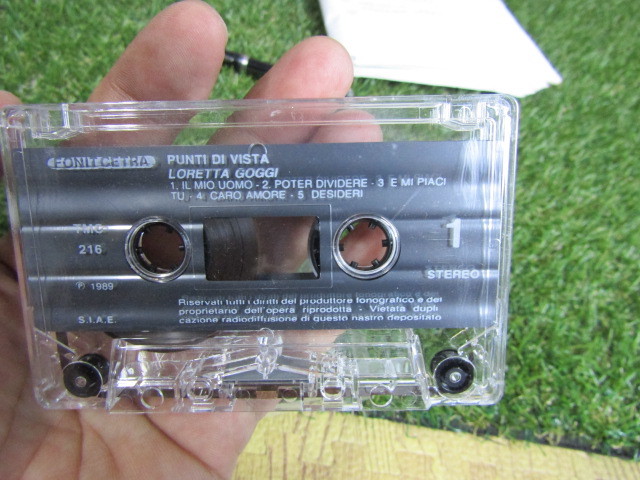 FONIT CETRA PUNTI DI VISTA
LORETTA GOGGI
1. IL MIO UOMO - 2. POTER DIVIDERE - 3 E MI PIACI
TU - 4 CARO AMORE - 5 DESIDERI
TMC
216
1
STEREO
℗ 1989
Riservati tutti i diritti del produttore fonografico e del
proprietario dell'opera riprodotta - Vietata dupli
cazione radiodiffusione di questo nastro depositato
S.I.A.E.